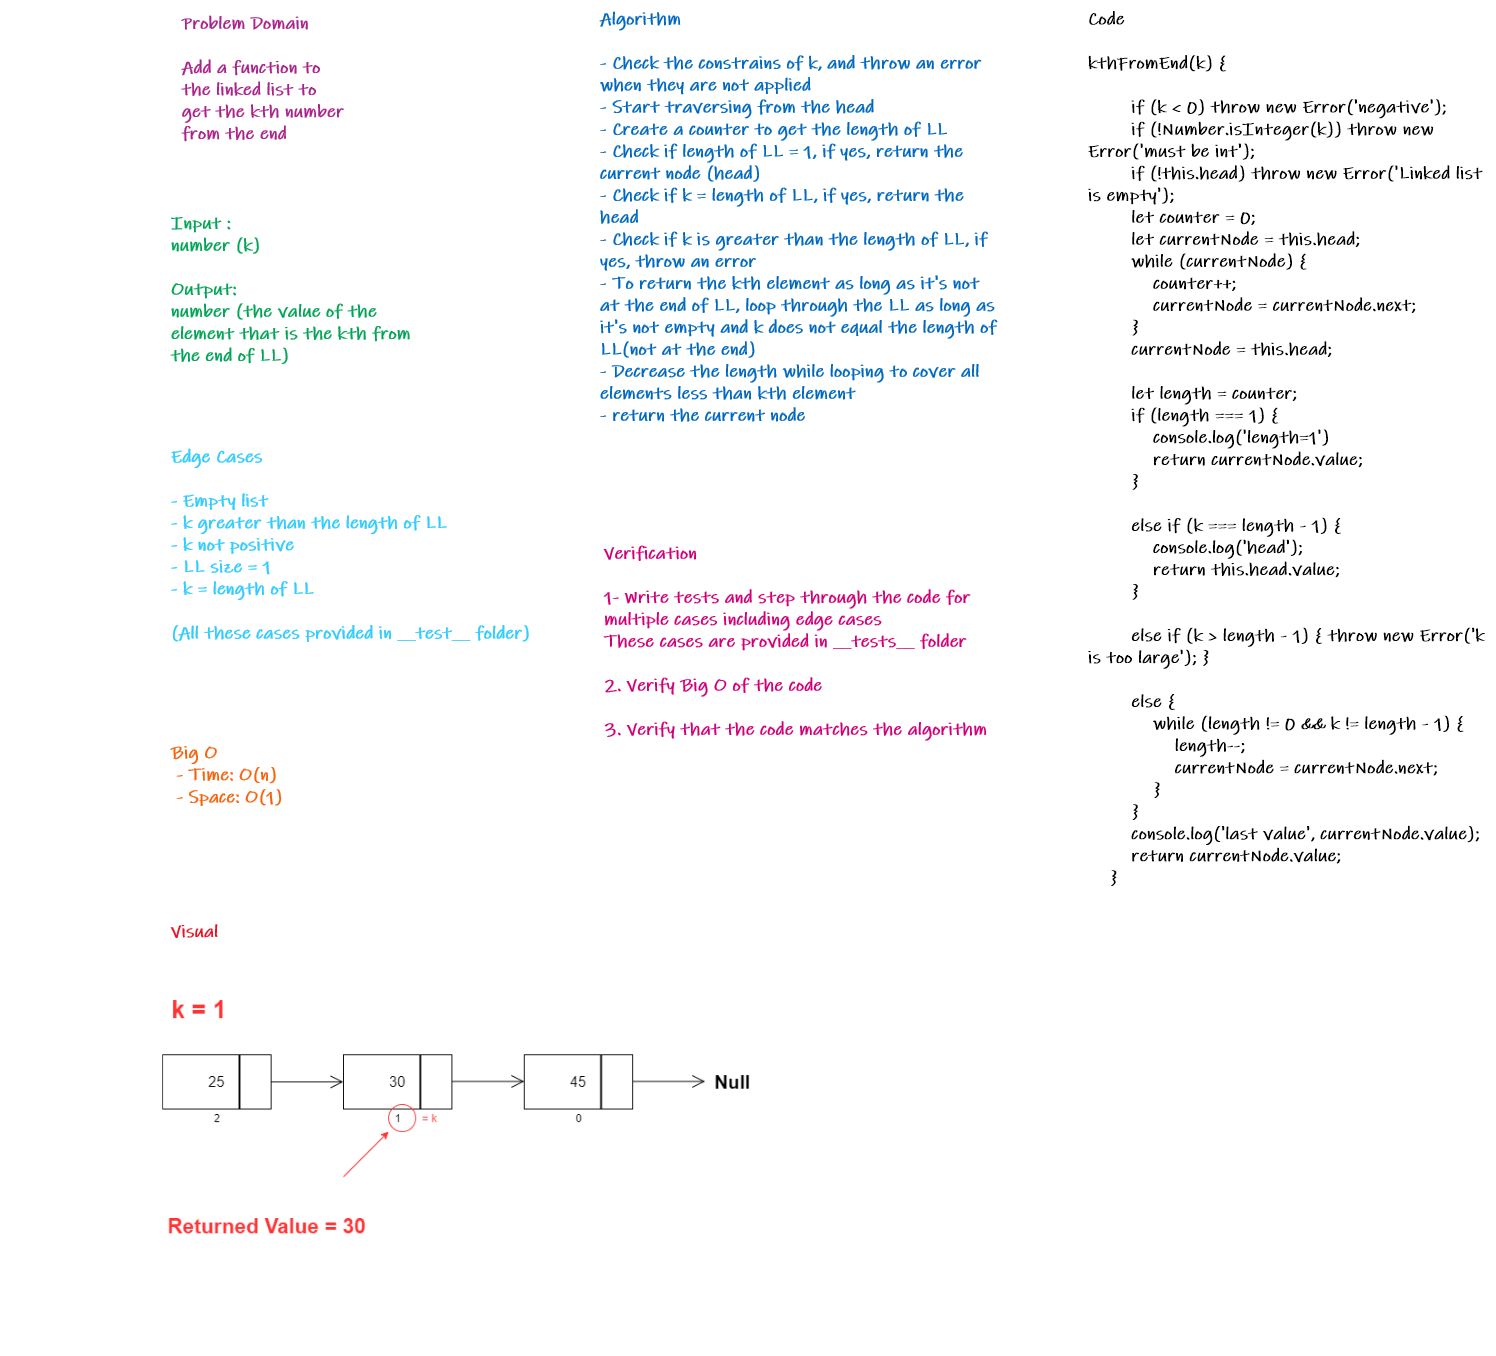 Problem Domain
Add a function to
the linked list to
get the kth number
from the end
Input :
number (k)
Output:
number (the value of the
element that is the kth from
the end of LL)
Edge Cases
- Empty list
- k greater than the length of LL
- k not positive
- LL size = 1
- k = length of LL
(All these cases provided in __test__ folder)
Big O
- Time: O(n)
- Space: O(1)
Algorithm
- Check the constrains of k, and throw an error
when they are not applied
- Start traversing from the head
- Create a counter to get the length of LL
- Check if length of LL = 1, if yes, return the
current node (head)
- Check if k = length of LL, if yes, return the
head
- Check if k is greater than the length of LL, if
yes, throw an error
- To return the kth element as long as it's not
at the end of LL, loop through the LL as long as
it's not empty and k does not equal the length of
LL(not at the end)
- Decrease the length while looping to cover all
elements less than kth element
- return the current node
Verification
1- Write tests and step through the code for
multiple cases including edge cases
These cases are provided in __tests__ folder
2. Verify Big O of the code
3. Verify that the code matches the algorithm
Code
kthFromEnd(k) {
if (k < 0) throw new Error('negative');
if (!Number.isInteger(k)) throw new
Error('must be int');
if (!this.head) throw new Error('Linked list
is empty');
let counter = 0;
let currentNode = this.head;
while (currentNode) {
counter++;
currentNode = currentNode.next;
}
currentNode = this.head;
let length = counter;
if (length === 1) {
console.log('length=1')
return currentNode.value;
}
else if (k === length - 1) {
console.log('head');
return this.head.value;
}
else if (k > length - 1) { throw new Error('k
is too large'); }
else {
while (length != 0 && k != length - 1) {
length--;
currentNode = currentNode.next;
}
}
console.log('last value', currentNode.value);
return currentNode.value;
}
Visual
k = 1
25 30 45 Null
2 1 = k 0
Returned Value = 30